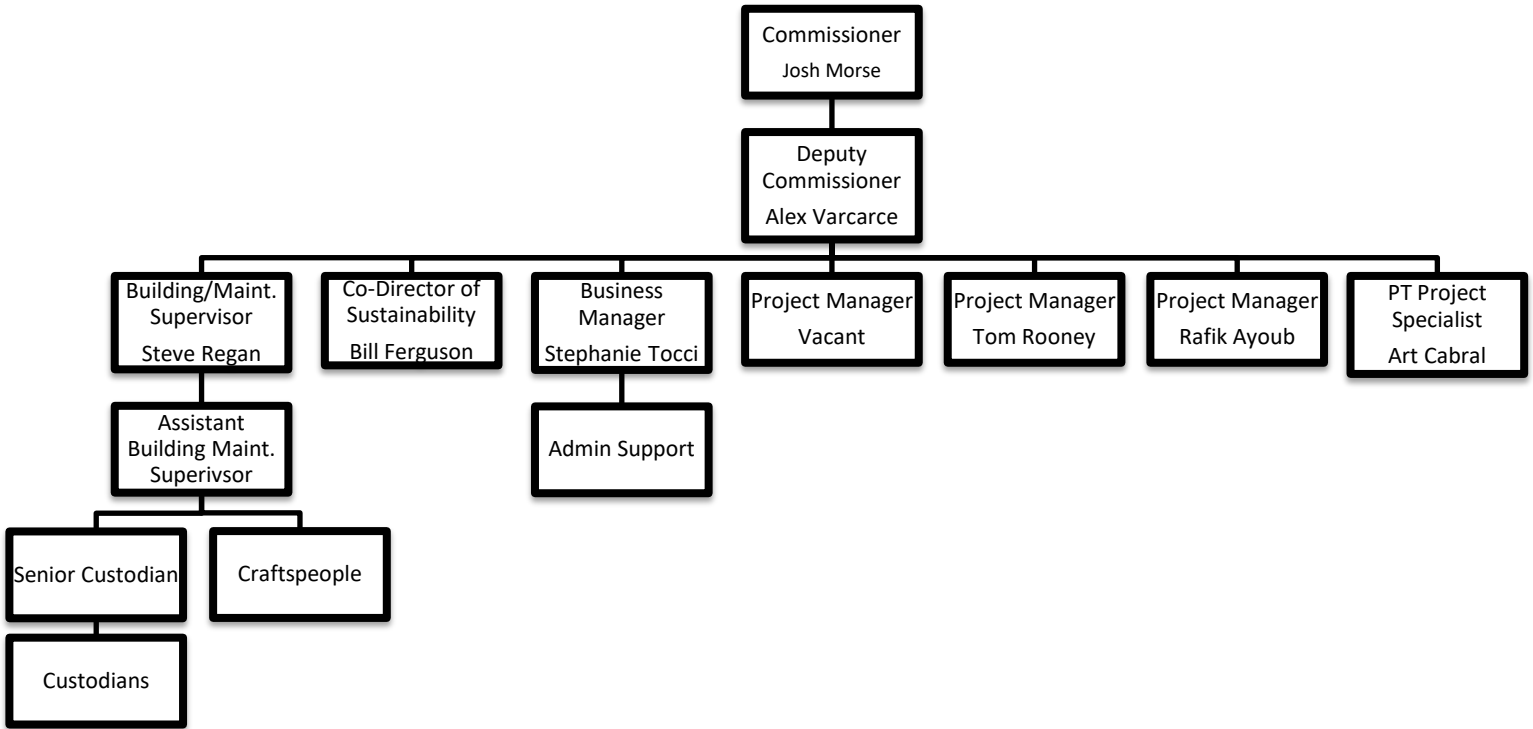 Commissioner
Josh Morse
Deputy
Commissioner
Alex Varcarce
Building/Maint.
Supervisor
Steve Regan
Co-Director of
Sustainability
Bill Ferguson
Business
Manager
Stephanie Tocci
Project Manager
Vacant
Project Manager
Tom Rooney
Project Manager
Rafik Ayoub
PT Project
Specialist
Art Cabral
Assistant
Building Maint.
Superivsor
Admin Support
Senior Custodian
Craftspeople
Custodians